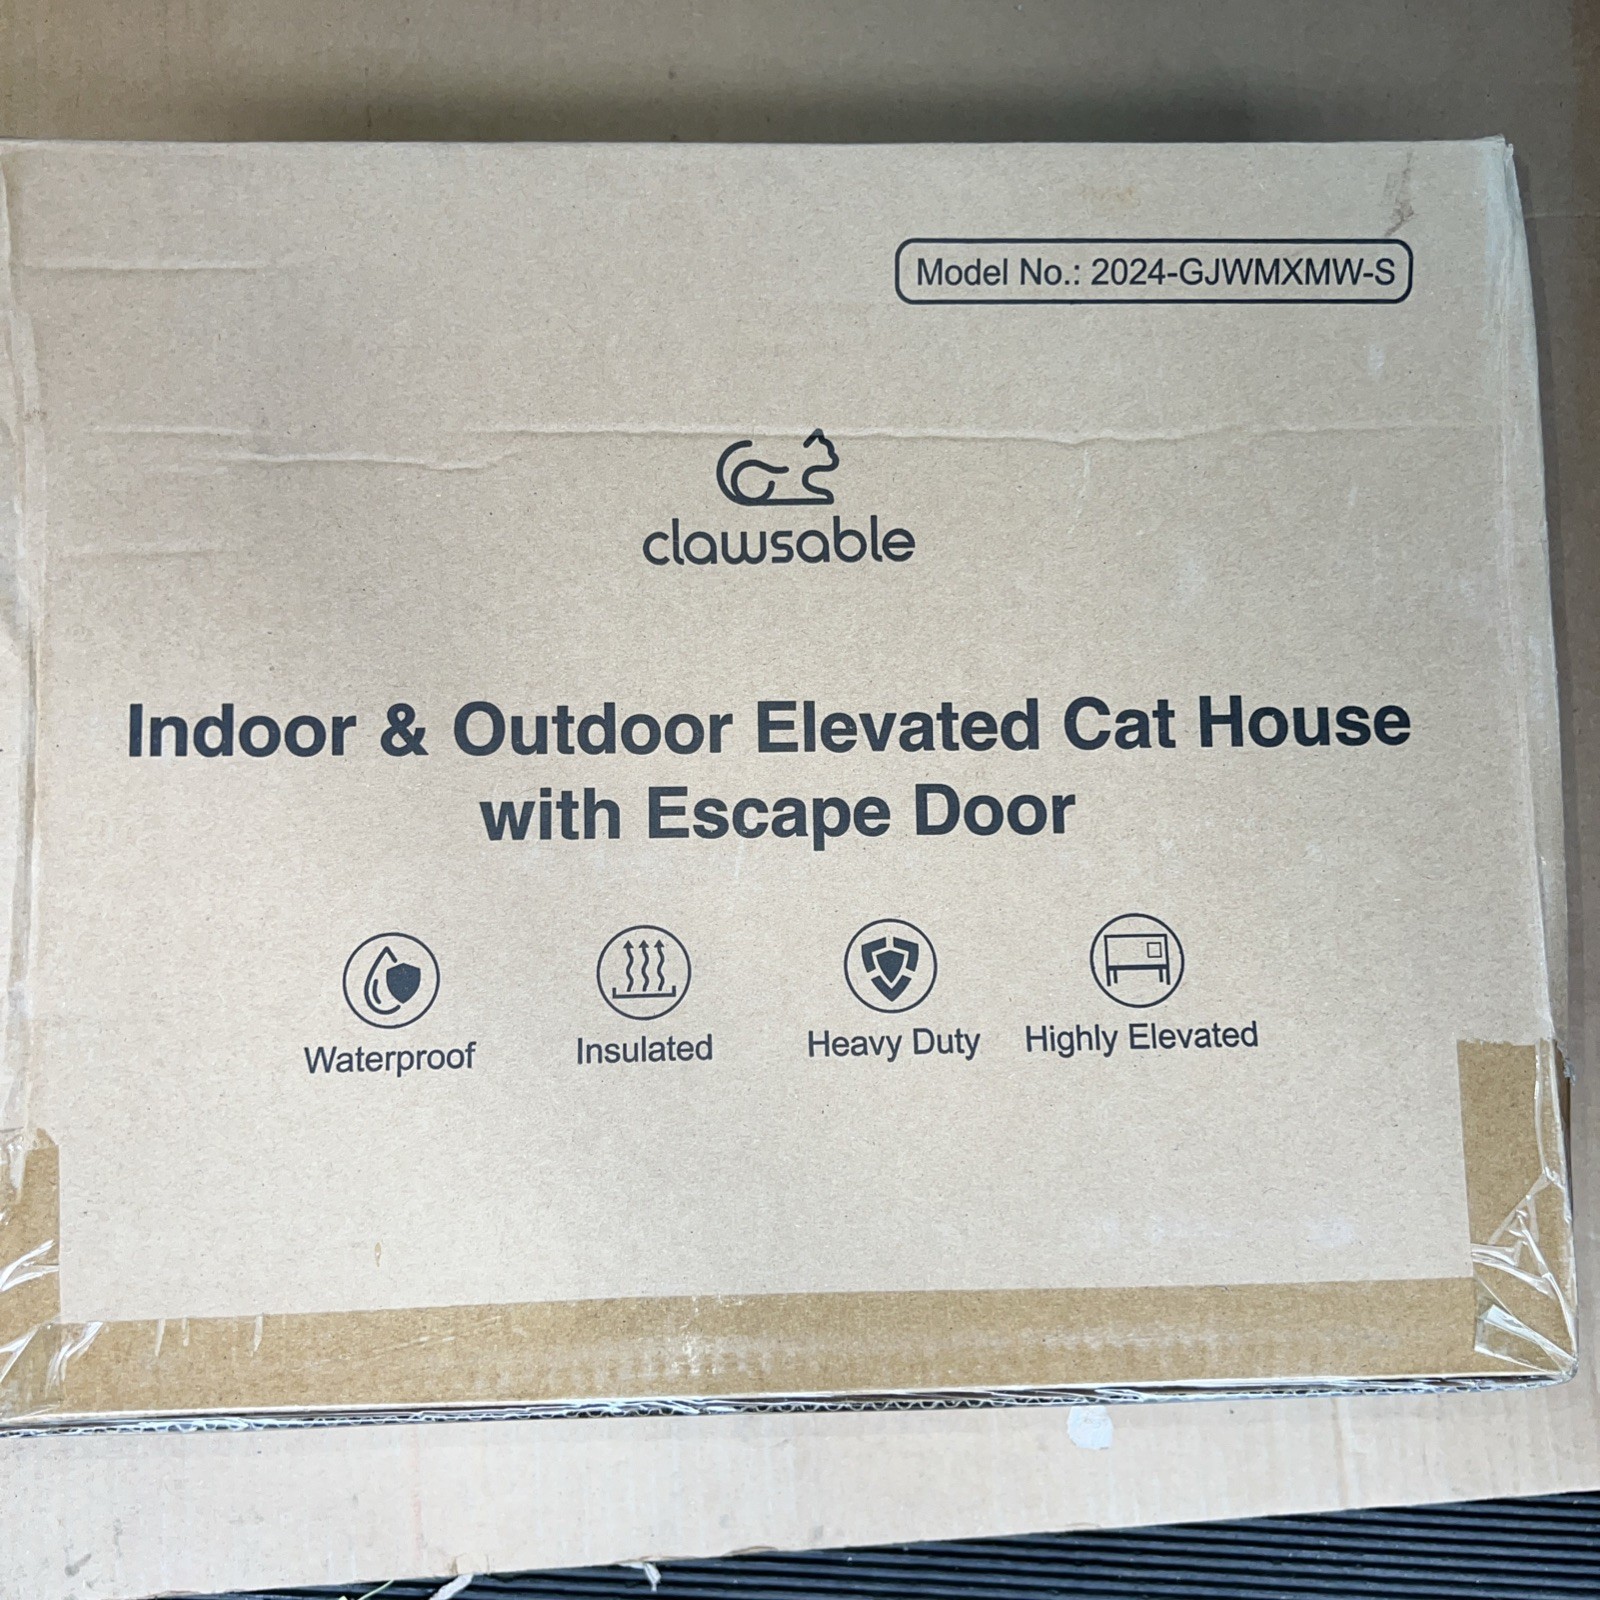 Model No.: 2024-GJWMXMW-S
clawsable
Indoor & Outdoor Elevated Cat House
with Escape Door
Waterproof
Insulated
Heavy Duty
Highly Elevated